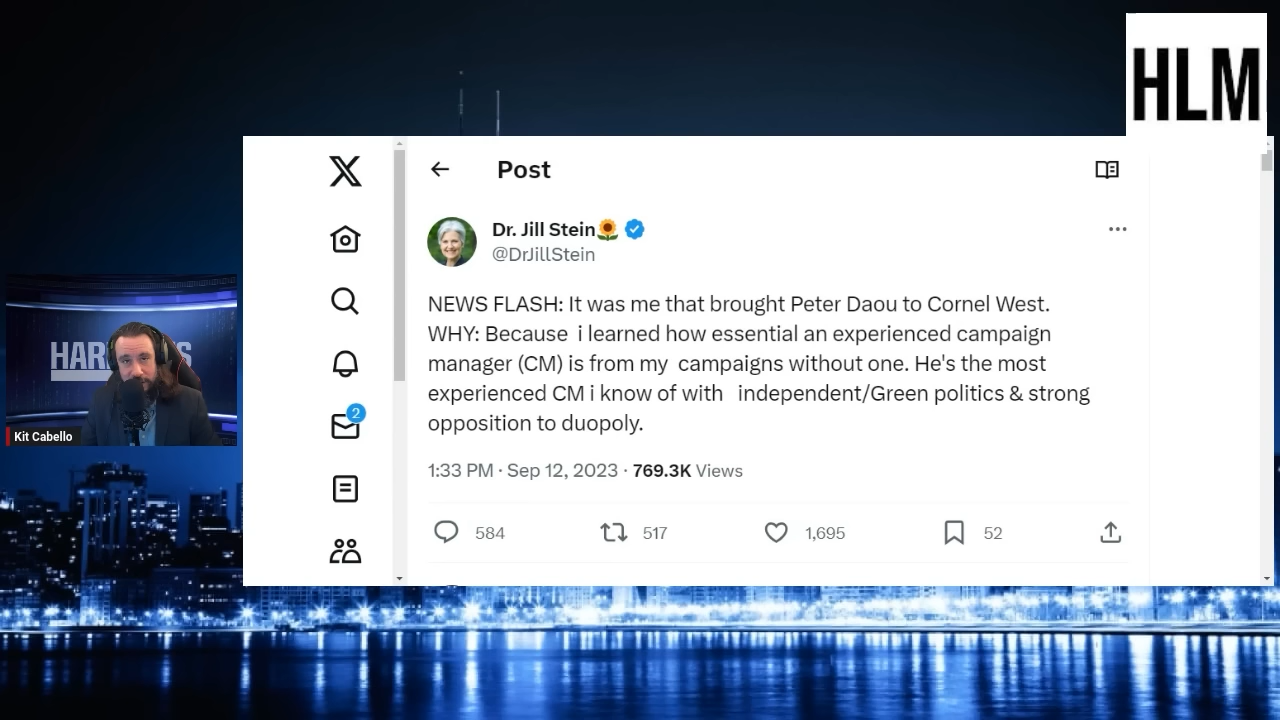 HLM
Post
Dr. Jill Stein🌻
@DrJillStein
NEWS FLASH: It was me that brought Peter Daou to Cornel West.
WHY: Because  i learned how essential an experienced campaign
manager (CM) is from my  campaigns without one. He's the most
experienced CM i know of with   independent/Green politics & strong
opposition to duopoly.
1:33 PM · Sep 12, 2023 · 769.3K Views
584
517
1,695
52
2
HAR
S
Kit Cabello